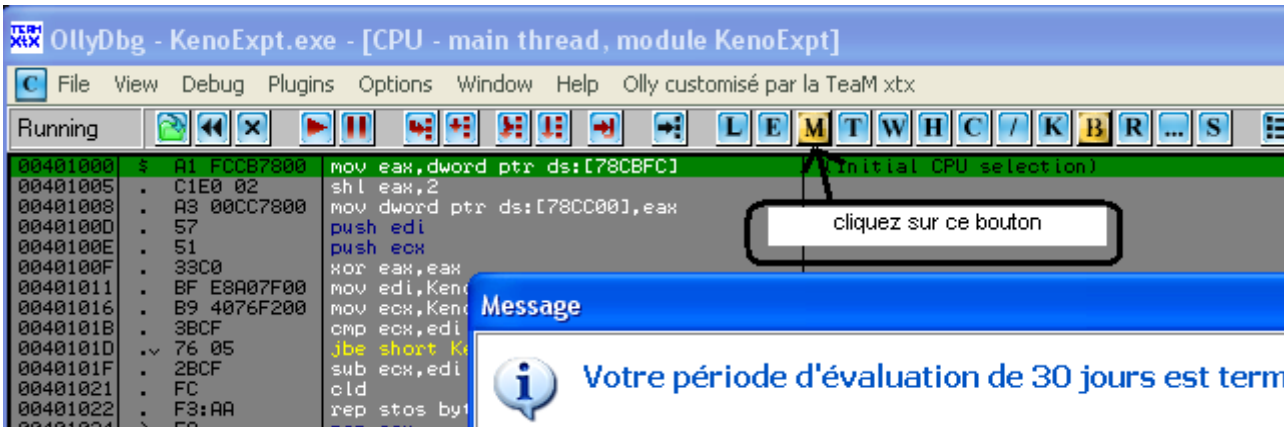 TEAM xtx OllyDbg - KenoExpt.exe - [CPU - main thread, module KenoExpt]
C File View Debug Plugins Options Window Help Olly customisé par la TeaM xtx
Running L E M T W H C / K B R ... S
00401000 $ A1 FCCB7800 mov eax,dword ptr ds:[78CBFC] (Initial CPU selection)
00401005 . C1E0 02 shl eax,2
00401008 . A3 00CC7800 mov dword ptr ds:[78CC00],eax
0040100D . 57 push edi
cliquez sur ce bouton
0040100E . 51 push ecx
0040100F . 33C0 xor eax,eax
00401011 . BF E8A07F00 mov edi,Keno
00401016 . B9 4076F200 mov ecx,Keno
Message
0040101B . 3BCF cmp ecx,edi
0040101D .v 76 05 jbe short Ke
0040101F . 2BCF sub ecx,edi
Votre période d'évaluation de 30 jours est term
00401021 . FC cld
00401022 . F3:AA rep stos byt